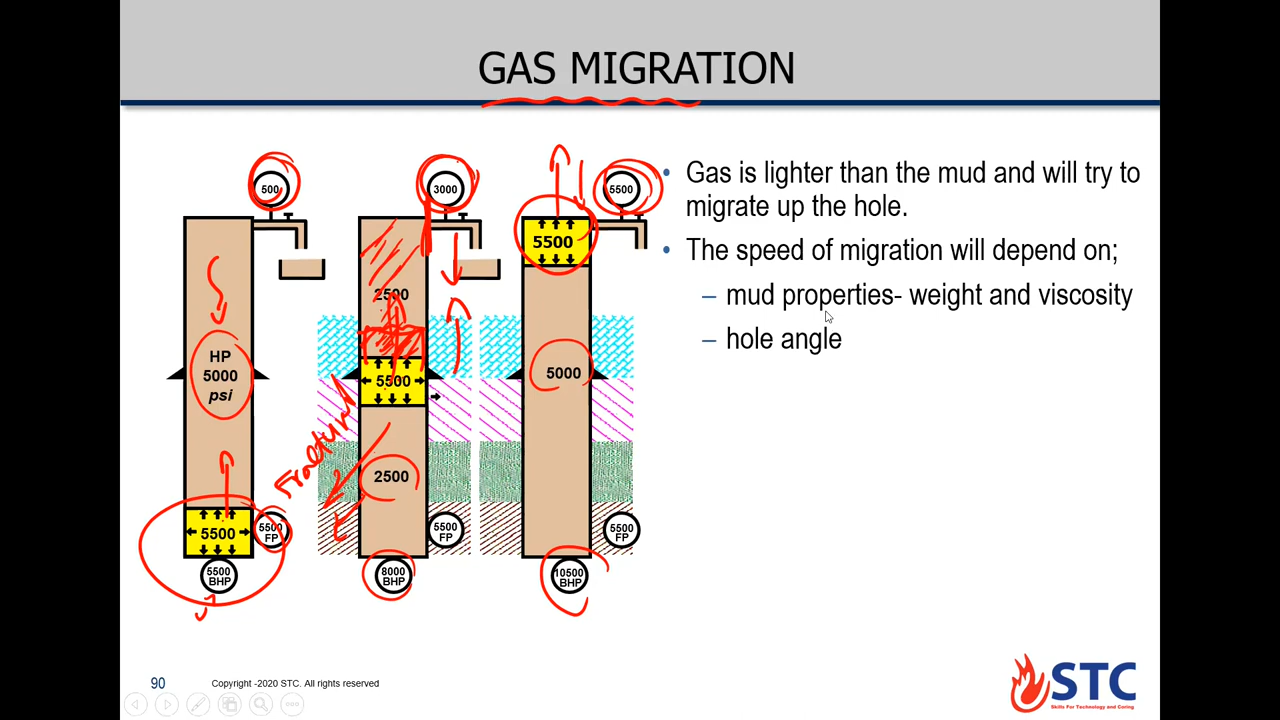 GAS MIGRATION
500
3000
5500
Gas is lighter than the mud and will try to
migrate up the hole.
The speed of migration will depend on;
– mud properties- weight and viscosity
– hole angle
HP
5000
psi
5500
5500
FP
5500
BHP
2500
5500
2500
5500
FP
8000
BHP
5500
5000
5500
FP
10500
BHP
Fracture
90
Copyright -2020 STC. All rights reserved
STC
Skills For Technology and Caring